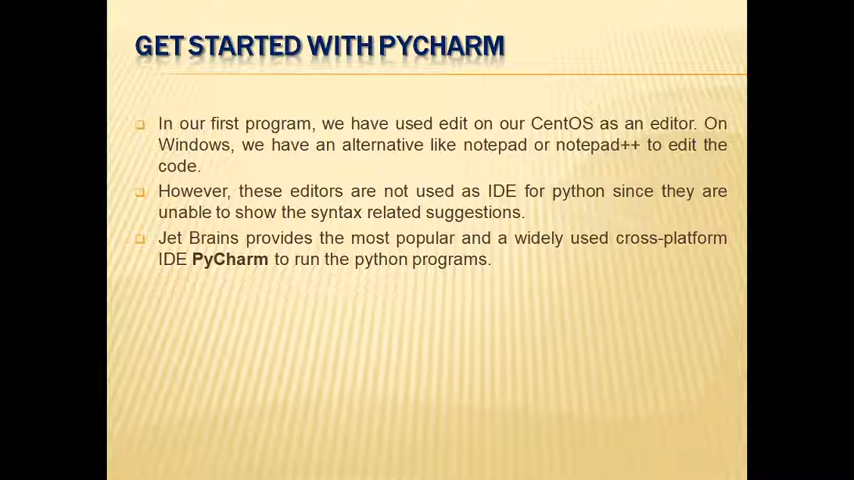 GET STARTED WITH PYCHARM
In our first program, we have used edit on our CentOS as an editor. On
Windows, we have an alternative like notepad or notepad++ to edit the
code.
However, these editors are not used as IDE for python since they are
unable to show the syntax related suggestions.
Jet Brains provides the most popular and a widely used cross-platform
IDE PyCharm to run the python programs.